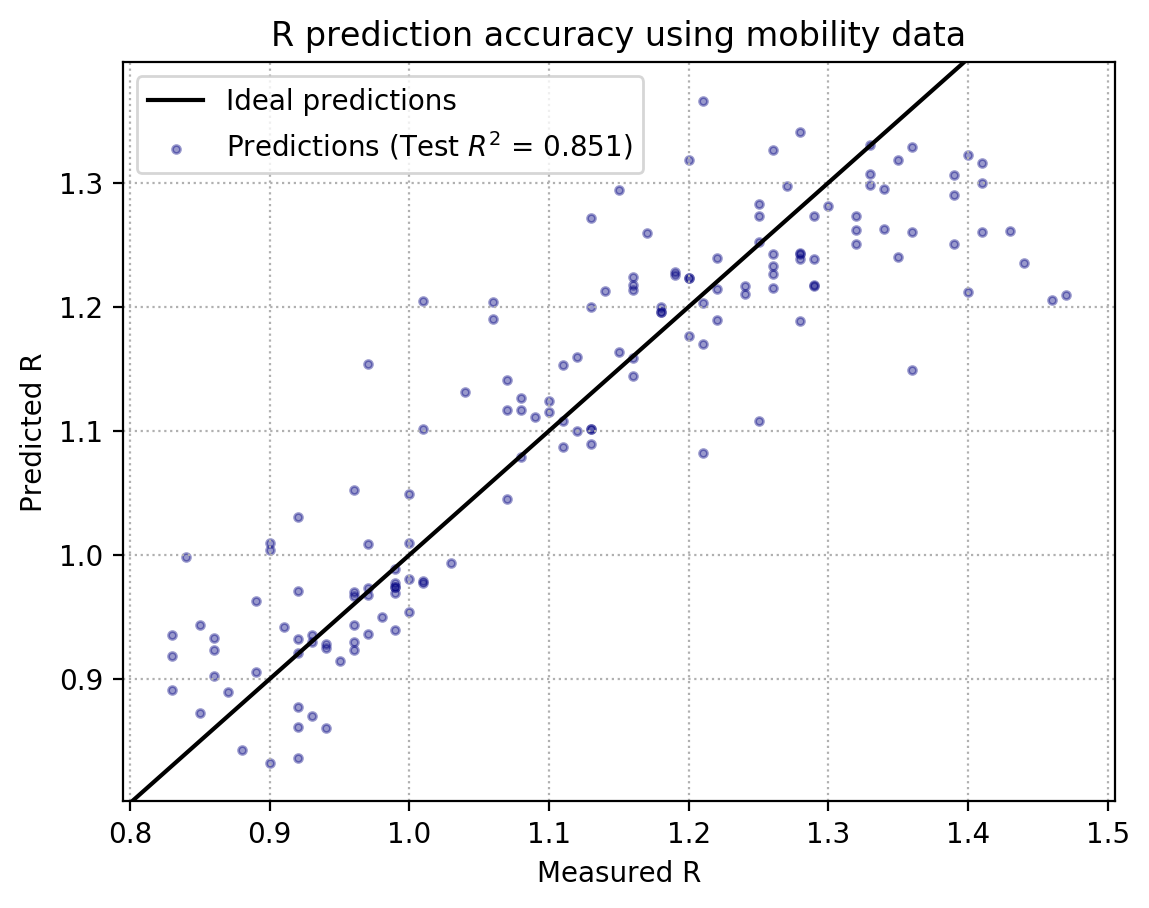 R prediction accuracy using mobility data
Ideal predictions
Predictions (Test R² = 0.851)
1.3
1.2
1.1
1.0
0.9
Predicted R
0.8 0.9 1.0 1.1 1.2 1.3 1.4 1.5
Measured R